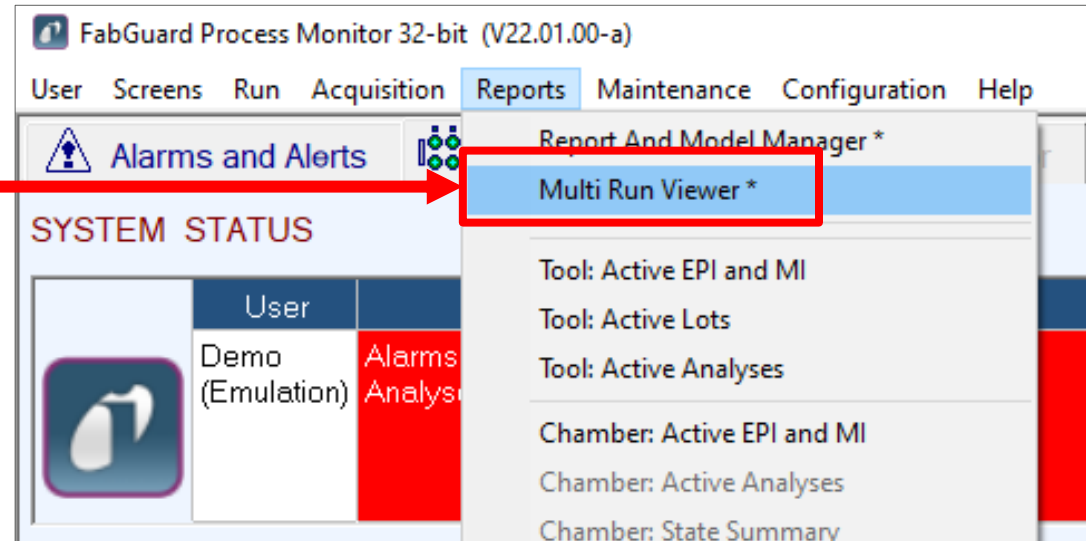 FabGuard Process Monitor 32-bit (V22.01.00-a)
User Screens Run Acquisition Reports Maintenance Configuration Help
Alarms and Alerts
Report And Model Manager *
Multi Run Viewer *
SYSTEM STATUS
Tool: Active EPI and MI
Tool: Active Lots
Tool: Active Analyses
Chamber: Active EPI and MI
Chamber: Active Analyses
Chamber: State Summary
User
Demo
(Emulation)
Alarms